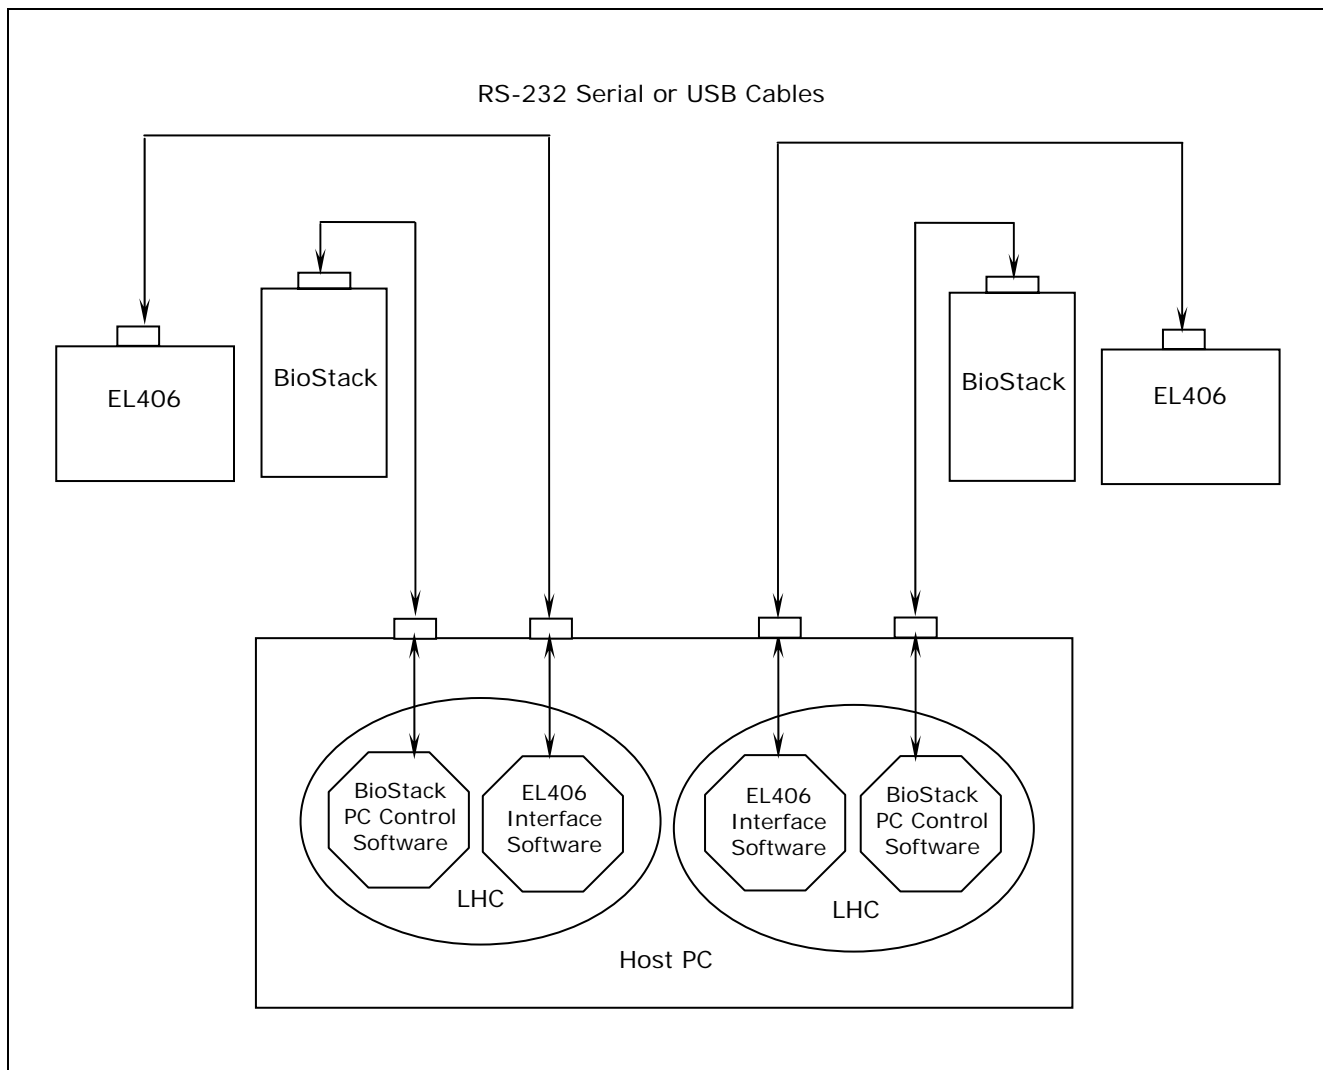 RS-232 Serial or USB Cables
EL406
BioStack
BioStack
EL406
BioStack
PC Control
Software
EL406
Interface
Software
LHC
EL406
Interface
Software
BioStack
PC Control
Software
LHC
Host PC